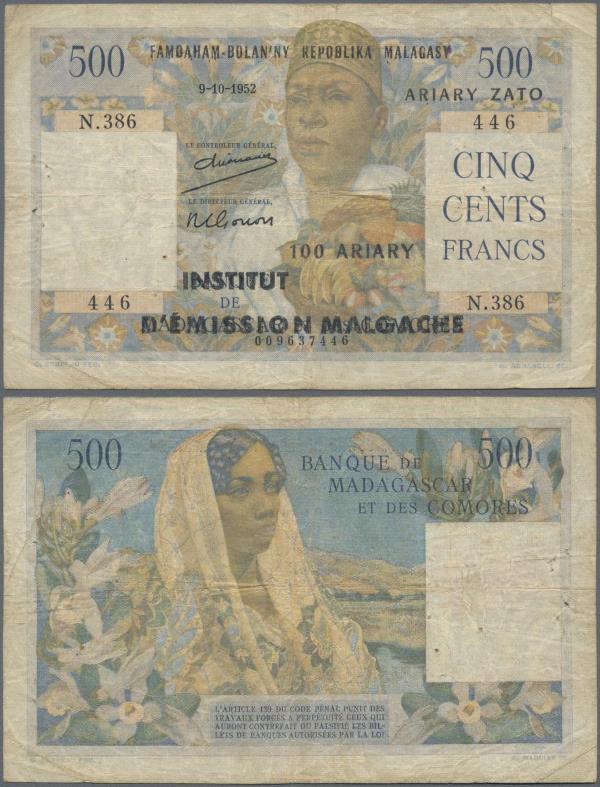 500
FAMOAHAM-BOLAN'NY REPOBLIKA MALAGASY
500
9-10-1952
ARIARY ZATO
N.386
446
LE CONTROLEUR GÉNÉRAL,
CINQ
CENTS
FRANCS
LE DIRECTEUR GÉNÉRAL,
100 ARIARY
INSTITUT
DE
D'ÉMISSION MALGACHE
446
N.386
009637446
500
BANQUE DE
MADAGASCAR
ET DES COMORES
500
L'ARTICLE 139 DU CODE PÉNAL PUNIT DES
TRAVAUX FORCÉS A PERPÉTUITÉ CEUX QUI
AURONT CONTREFAIT OU FALSIFIÉ LES BIL-
LETS DE BANQUES AUTORISÉES PAR LA LOI